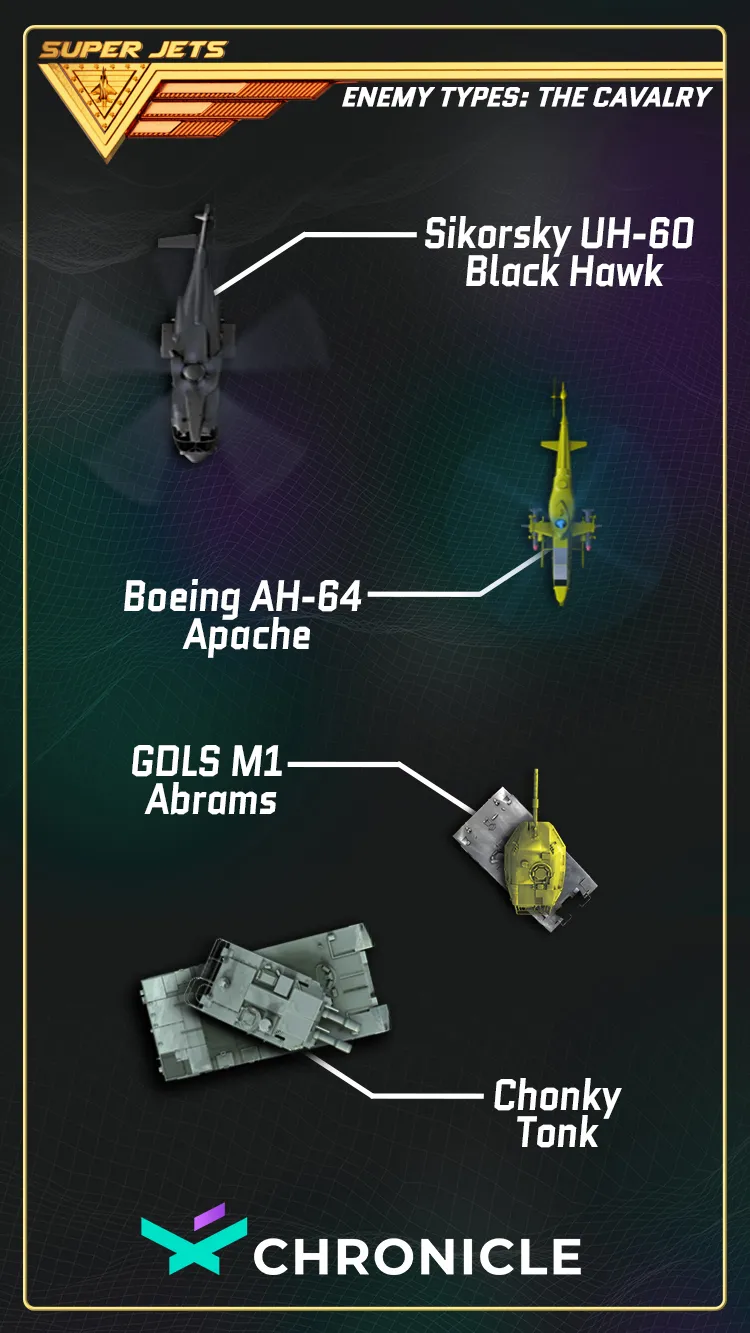 SUPER JETS
ENEMY TYPES: THE CAVALRY
Sikorsky UH-60
Black Hawk
Boeing AH-64
Apache
GDLS M1
Abrams
Chonky
Tonk
CHRONICLE